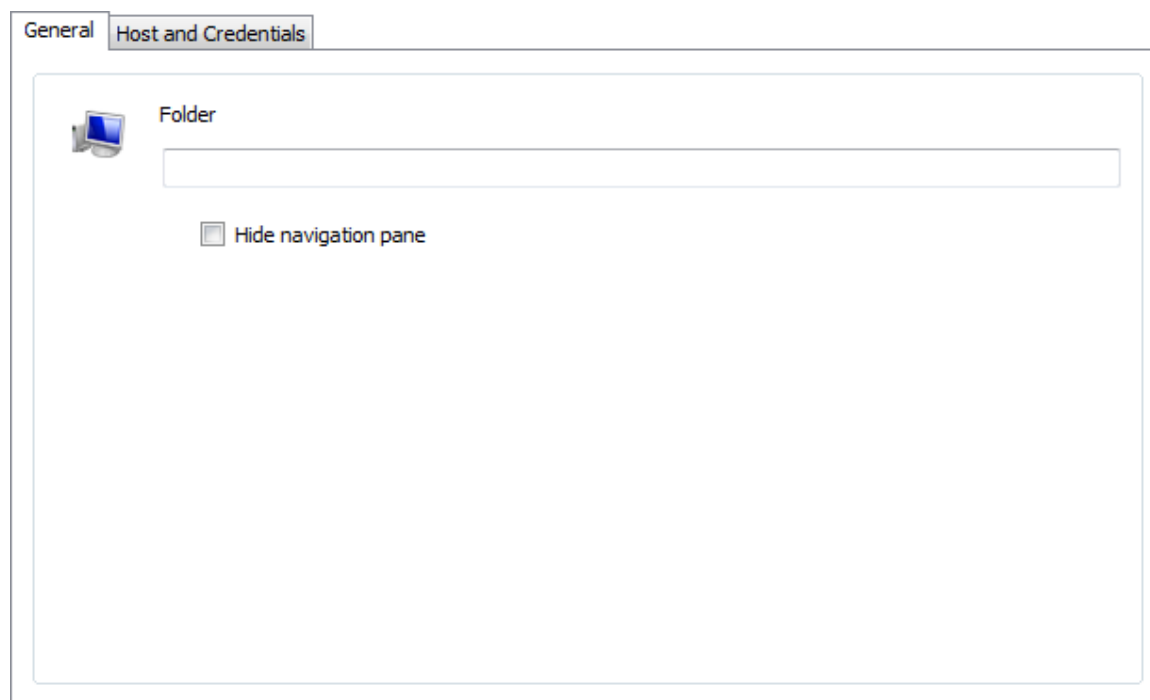 General
Host and Credentials
Folder
Hide navigation pane